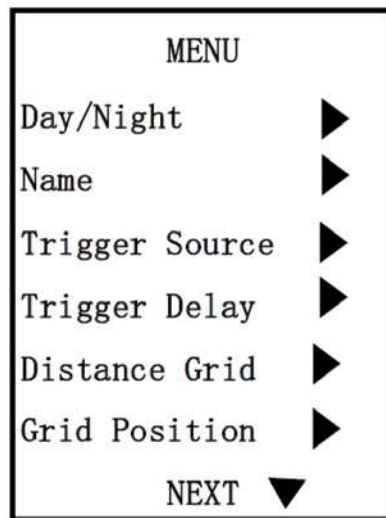 MENU
Day/Night
Name
Trigger Source
Trigger Delay
Distance Grid
Grid Position
NEXT